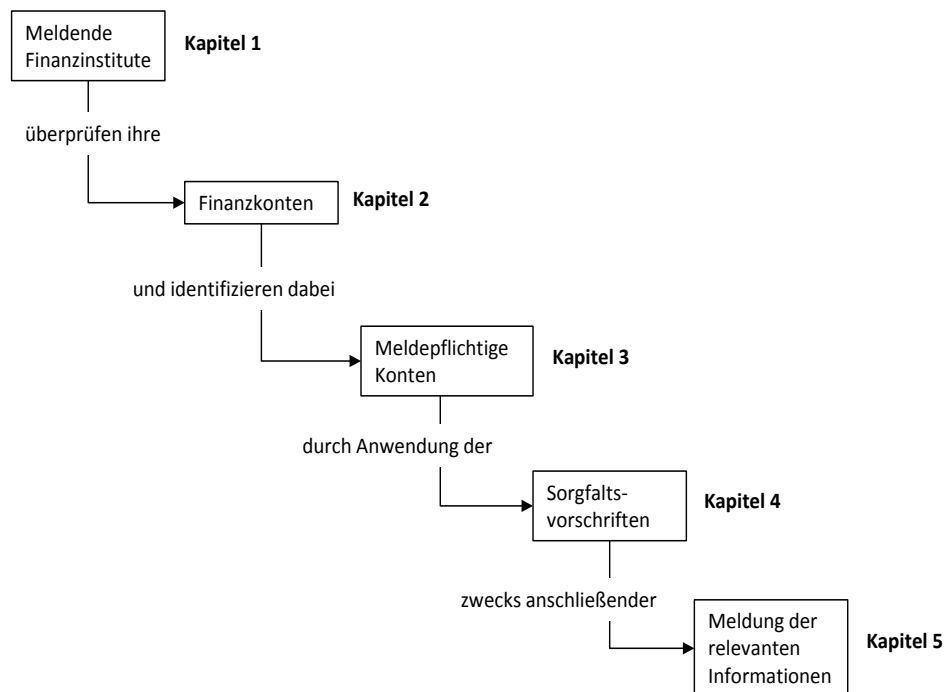 Meldende
Finanzinstitute
Kapitel 1
überprüfen ihre
Finanzkonten
Kapitel 2
und identifizieren dabei
Meldepflichtige
Konten
Kapitel 3
durch Anwendung der
Sorgfalts-
vorschriften
Kapitel 4
zwecks anschließender
Meldung der
relevanten
Informationen
Kapitel 5